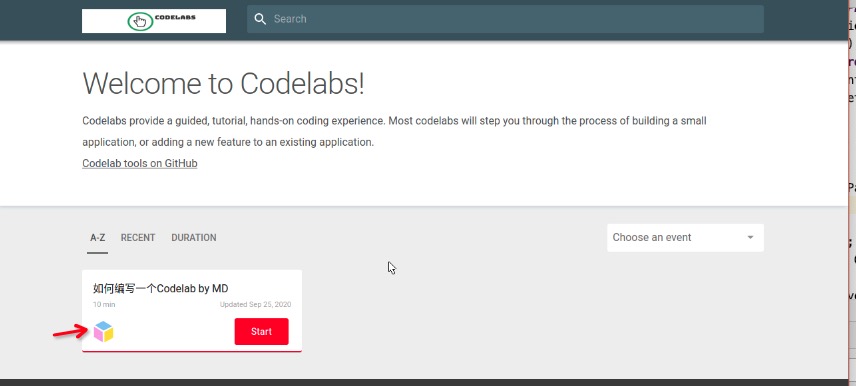 CODELABS
Search
Welcome to Codelabs!
Codelabs provide a guided, tutorial, hands-on coding experience. Most codelabs will step you through the process of building a small
application, or adding a new feature to an existing application.
Codelab tools on GitHub
A-Z RECENT DURATION
Choose an event
如何编写一个Codelab by MD
10 min Updated Sep 25, 2020
Start